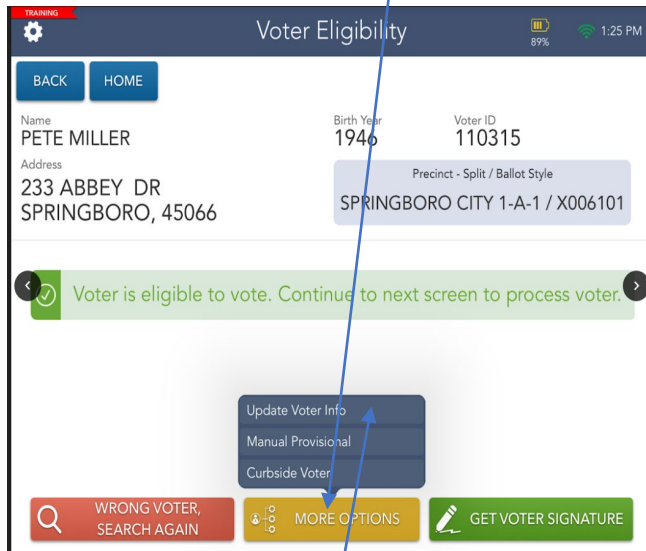 TRAINING
Voter Eligibility
89%
1:25 PM
BACK
HOME
Name
PETE MILLER
Birth Year
1946
Voter ID
110315
Address
233 ABBEY DR
SPRINGBORO, 45066
Precinct - Split / Ballot Style
SPRINGBORO CITY 1-A-1 / X006101
Voter is eligible to vote. Continue to next screen to process voter.
Update Voter Info
Manual Provisional
Curbside Voter
WRONG VOTER,
SEARCH AGAIN
MORE OPTIONS
GET VOTER SIGNATURE